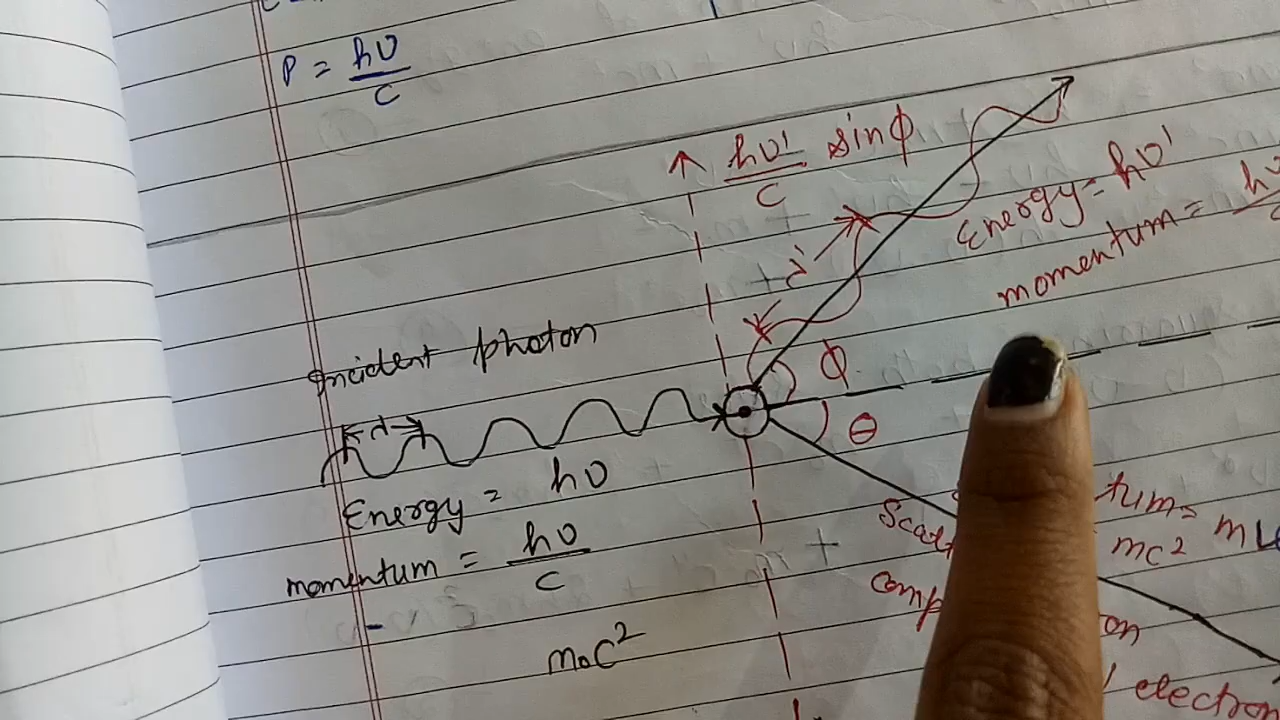 P = hυ/c
↑ hυ'/c sinϕ
Energy = hυ'
momentum =
λ'
Incident photon
λ
ϕ
θ
Energy = hυ
momentum = hυ/c
mc²
m₀c²
electron